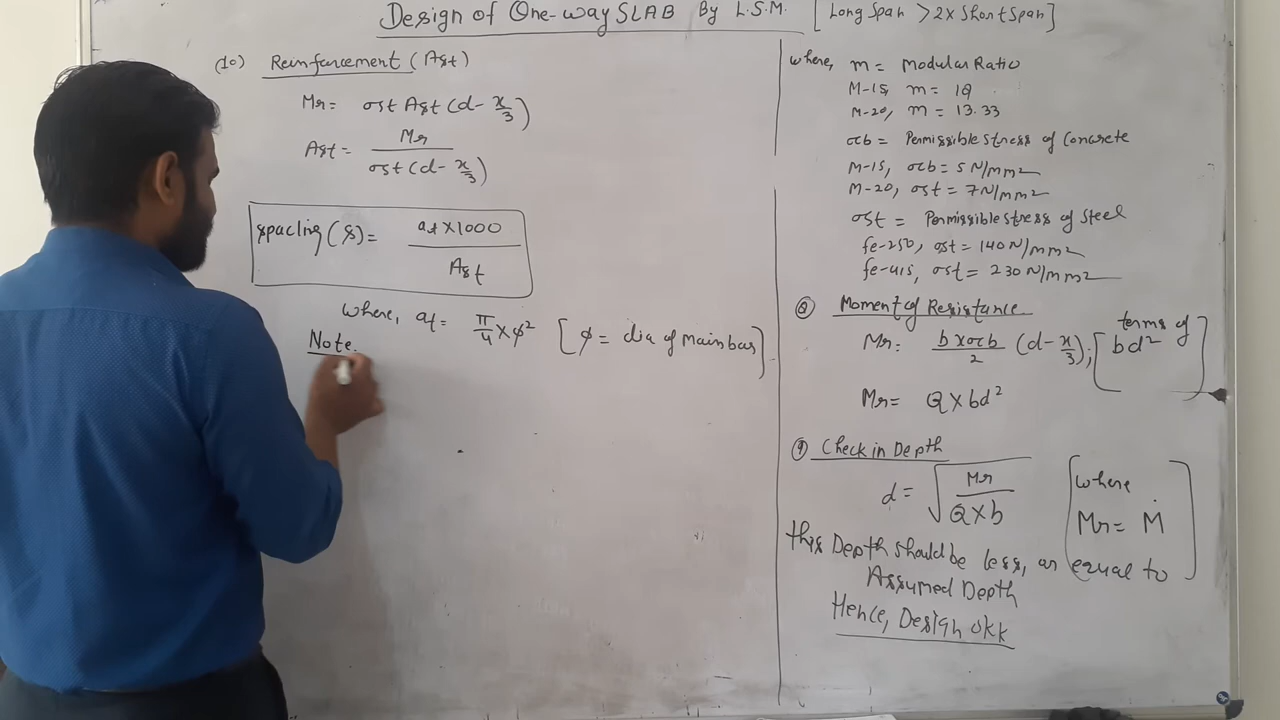 Design of One-way SLAB By L.S.M. [Long Span > 2x Short Span]
(10) Reinforcement (Ast)
Mr = σst Ast (d - x/3)
Ast = Mr / σst (d - x/3)
spacing (S) = at x 1000 / Ast
where, at = π/4 x φ² [φ = dia of main bar]
Note.
where, m = Modular Ratio
M-15, m = 19
M-20, m = 13.33
σcb = Permissible stress of Concrete
M-15, σcb = 5 N/mm2
M-20, σst = 7 N/mm2
σst = Permissible stress of steel
fe-250, σst = 140 N/mm2
fe-415, σst = 230 N/mm2
⑧ Moment of Resistance
Mr = b x σcb / 2 (d - x/3); [terms of bd²]
Mr = Q x bd²
⑨ Check in Depth
d = √(Mr / Q x b) [where Mr = M]
this Depth should be less, or equal to
Assumed Depth
Hence, Design okk